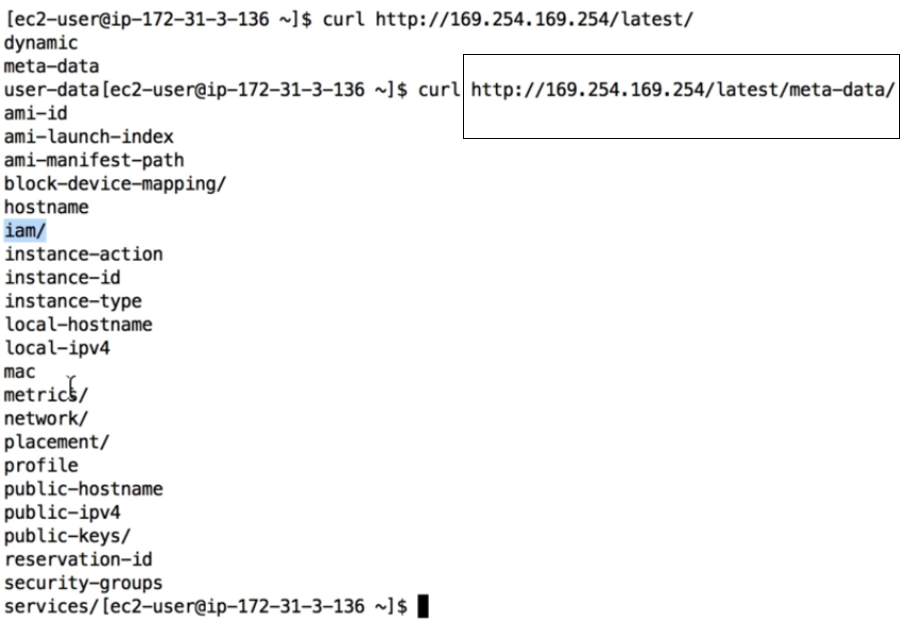 [ec2-user@ip-172-31-3-136 ~]$ curl http://169.254.169.254/latest/
dynamic
meta-data
user-data[ec2-user@ip-172-31-3-136 ~]$ curl http://169.254.169.254/latest/meta-data/
ami-id
ami-launch-index
ami-manifest-path
block-device-mapping/
hostname
iam/
instance-action
instance-id
instance-type
local-hostname
local-ipv4
mac
metrics/
network/
placement/
profile
public-hostname
public-ipv4
public-keys/
reservation-id
security-groups
services/[ec2-user@ip-172-31-3-136 ~]$